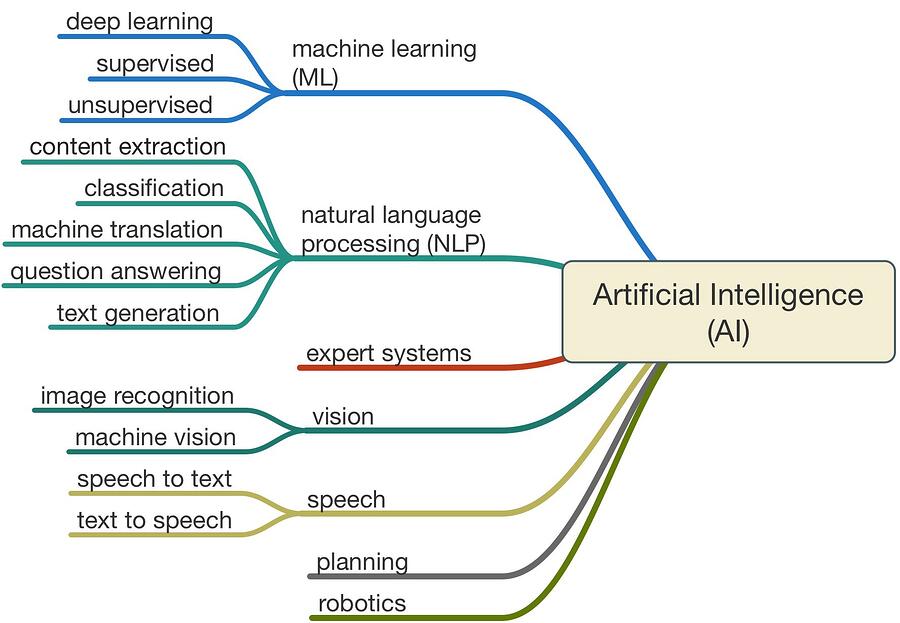 deep learning
supervised
unsupervised
machine learning
(ML)
content extraction
classification
machine translation
question answering
text generation
natural language
processing (NLP)
expert systems
image recognition
machine vision
vision
speech to text
text to speech
speech
planning
robotics
Artificial Intelligence
(AI)